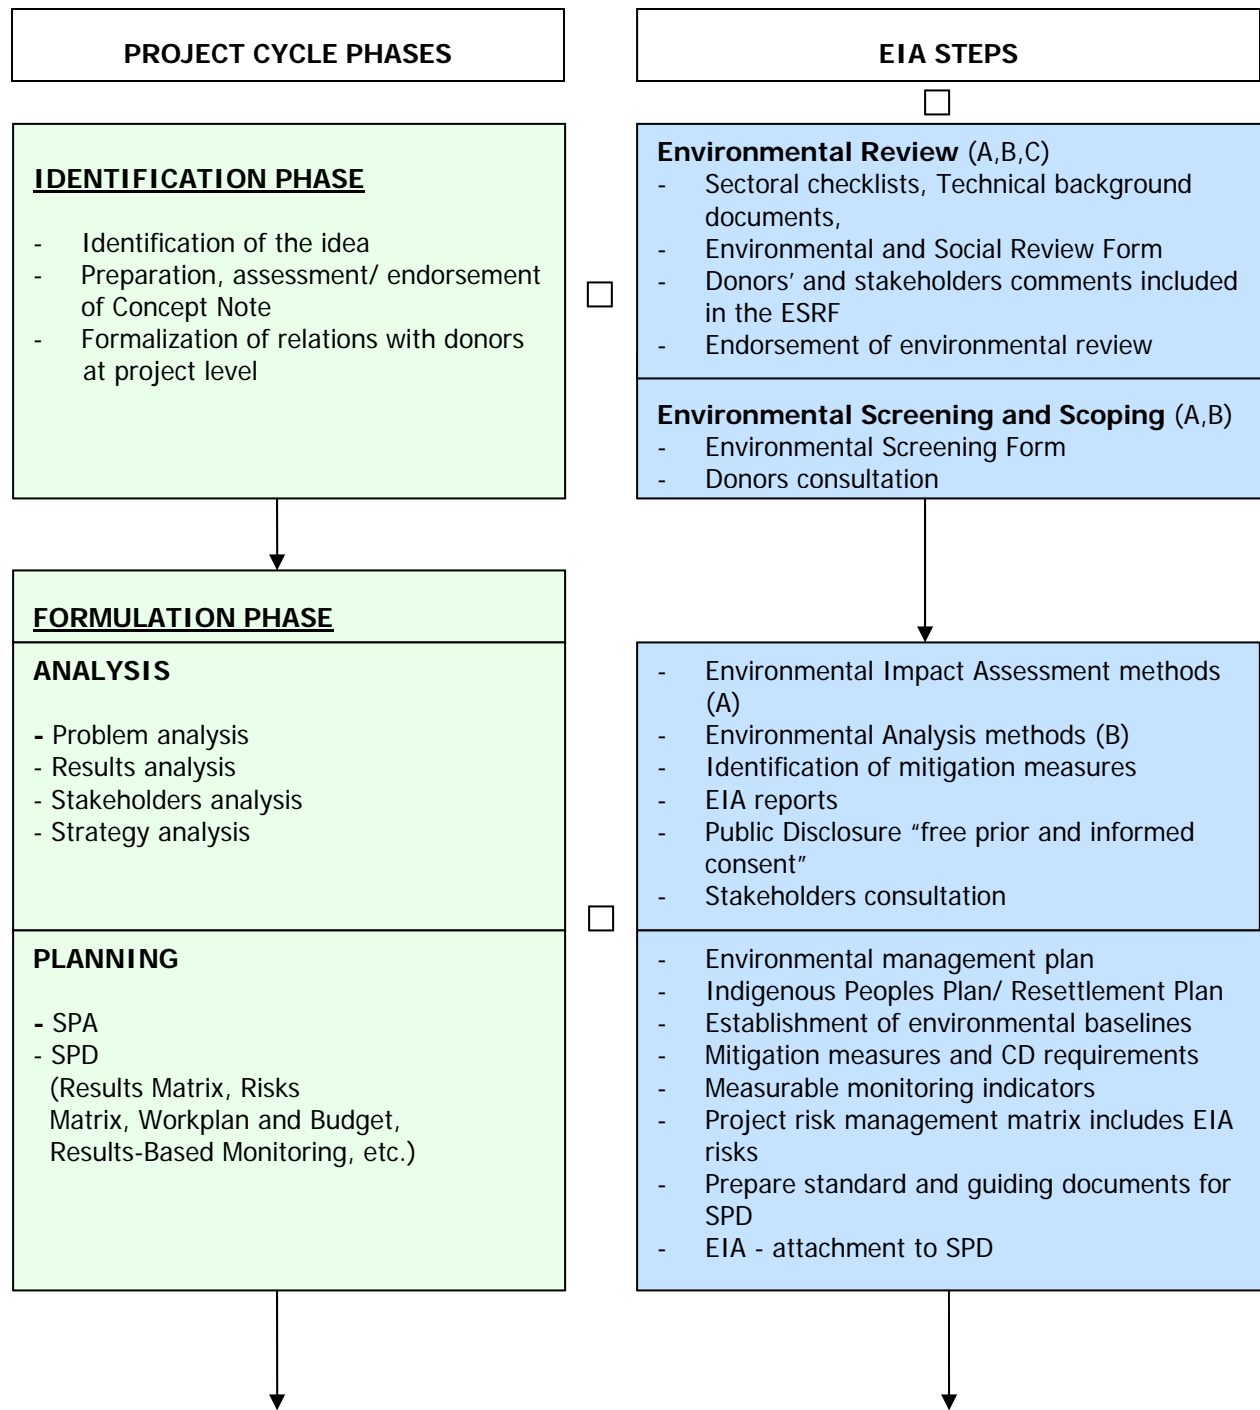 PROJECT CYCLE PHASES
EIA STEPS
IDENTIFICATION PHASE
- Identification of the idea
- Preparation, assessment/ endorsement
of Concept Note
- Formalization of relations with donors
at project level
Environmental Review (A,B,C)
- Sectoral checklists, Technical background
documents,
- Environmental and Social Review Form
- Donors’ and stakeholders comments included
in the ESRF
- Endorsement of environmental review
Environmental Screening and Scoping (A,B)
- Environmental Screening Form
- Donors consultation
FORMULATION PHASE
ANALYSIS
- Problem analysis
- Results analysis
- Stakeholders analysis
- Strategy analysis
- Environmental Impact Assessment methods
(A)
- Environmental Analysis methods (B)
- Identification of mitigation measures
- EIA reports
- Public Disclosure “free prior and informed
consent”
- Stakeholders consultation
PLANNING
- SPA
- SPD
(Results Matrix, Risks
Matrix, Workplan and Budget,
Results-Based Monitoring, etc.)
- Environmental management plan
- Indigenous Peoples Plan/ Resettlement Plan
- Establishment of environmental baselines
- Mitigation measures and CD requirements
- Measurable monitoring indicators
- Project risk management matrix includes EIA
risks
- Prepare standard and guiding documents for
SPD
- EIA - attachment to SPD